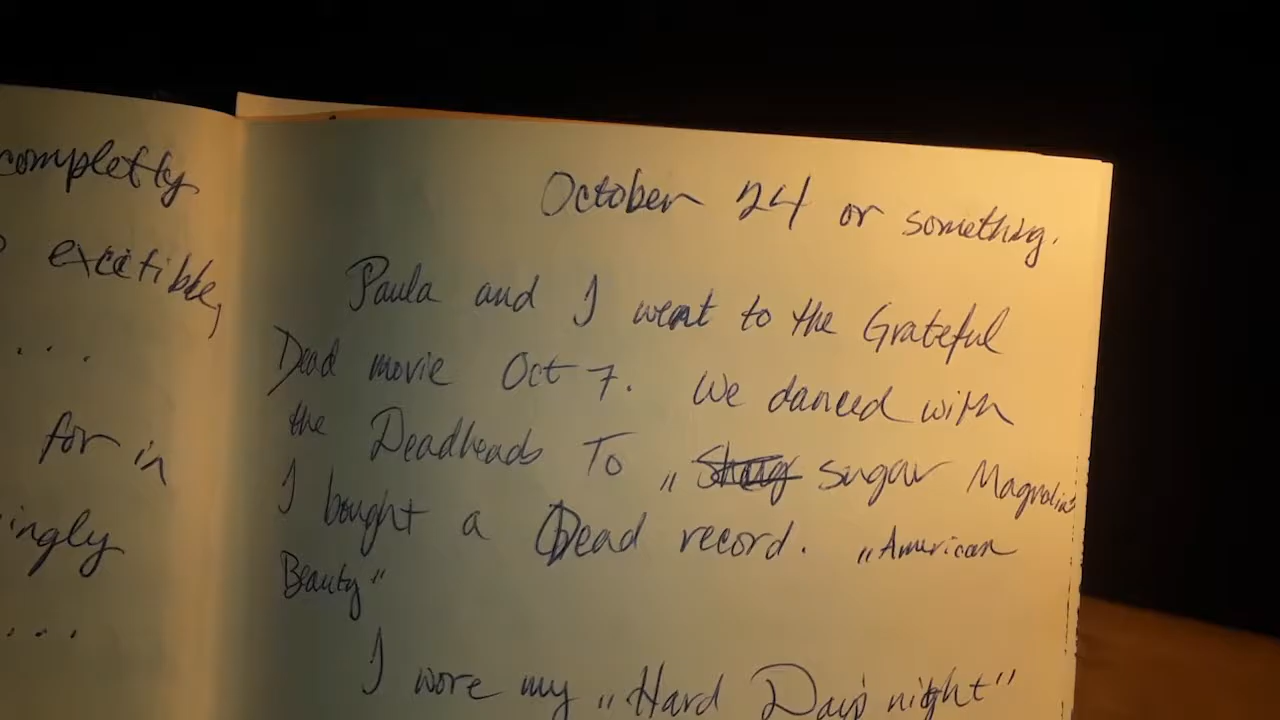 completly
excitible,
. . .
for in
ingly
. . . .
October 24 or something.
Paula and I went to the Grateful
Dead movie Oct 7. We danced with
the Deadheads To „ sugar Magnolia
I bought a Dead record. „American
Beauty"
I wore my „Hard Day's night"